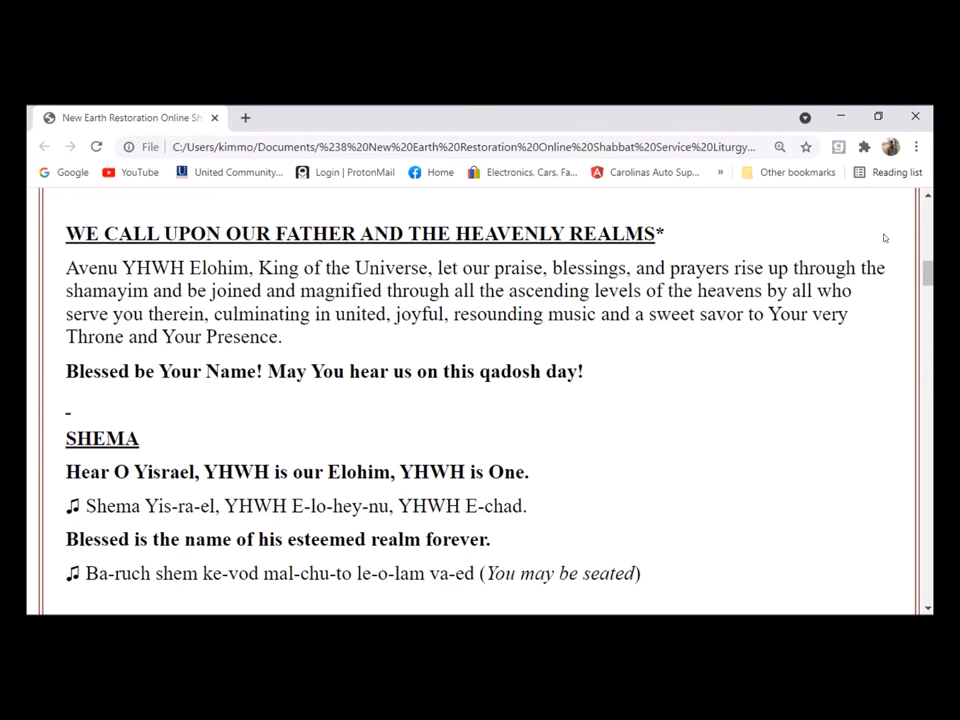 New Earth Restoration Online Sh
File C:/Users/kimmo/Documents/%238%20New%20Earth%20Restoration%20Online%20Shabbat%20Service%20Liturgy...
Google YouTube United Community... Login | ProtonMail Home Electronics, Cars, Fa... Carolinas Auto Sup... » Other bookmarks Reading list
WE CALL UPON OUR FATHER AND THE HEAVENLY REALMS*
Avenu YHWH Elohim, King of the Universe, let our praise, blessings, and prayers rise up through the
shamayim and be joined and magnified through all the ascending levels of the heavens by all who
serve you therein, culminating in united, joyful, resounding music and a sweet savor to Your very
Throne and Your Presence.
Blessed be Your Name! May You hear us on this qadosh day!
-
SHEMA
Hear O Yisrael, YHWH is our Elohim, YHWH is One.
♫ Shema Yis-ra-el, YHWH E-lo-hey-nu, YHWH E-chad.
Blessed is the name of his esteemed realm forever.
♫ Ba-ruch shem ke-vod mal-chu-to le-o-lam va-ed (You may be seated)